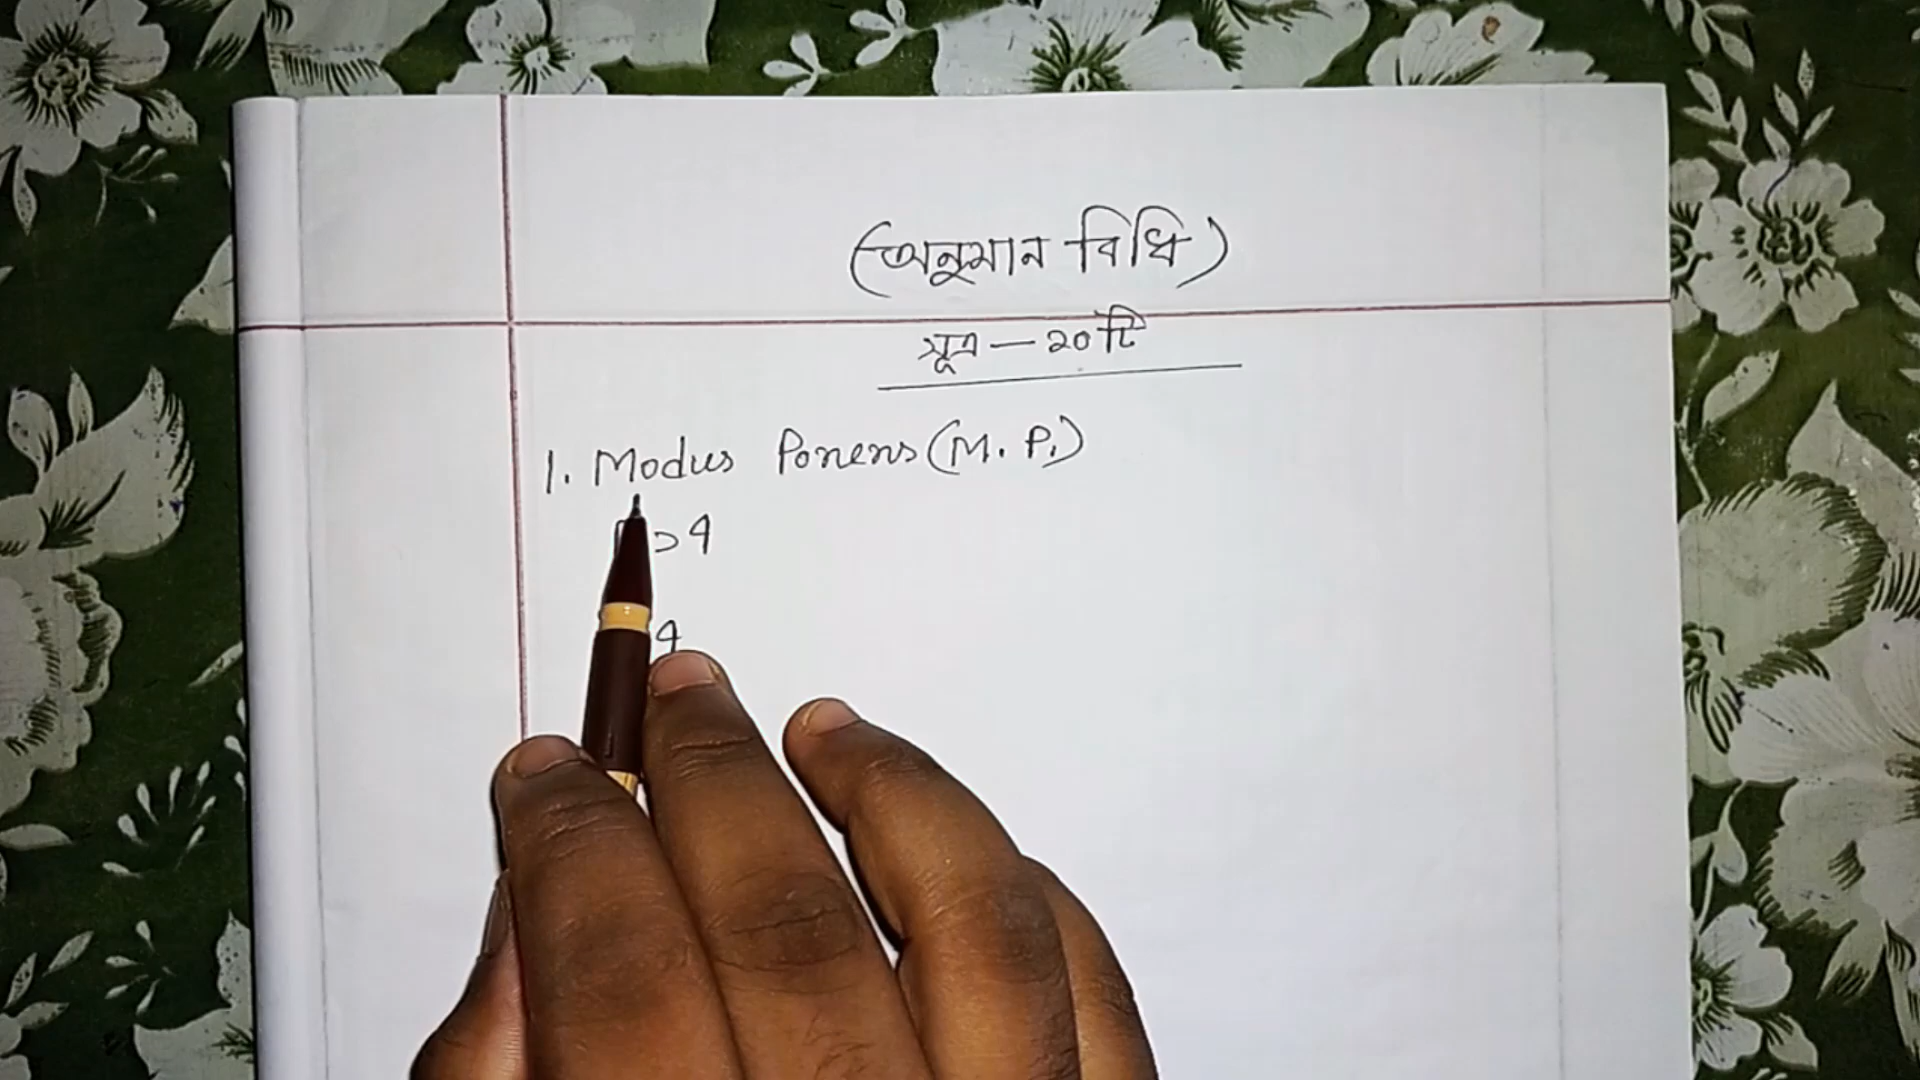 (অনুমান বিধি)
সূত্র — ২০টি
1. Modus Ponens (M. P.)
⊃ q
q